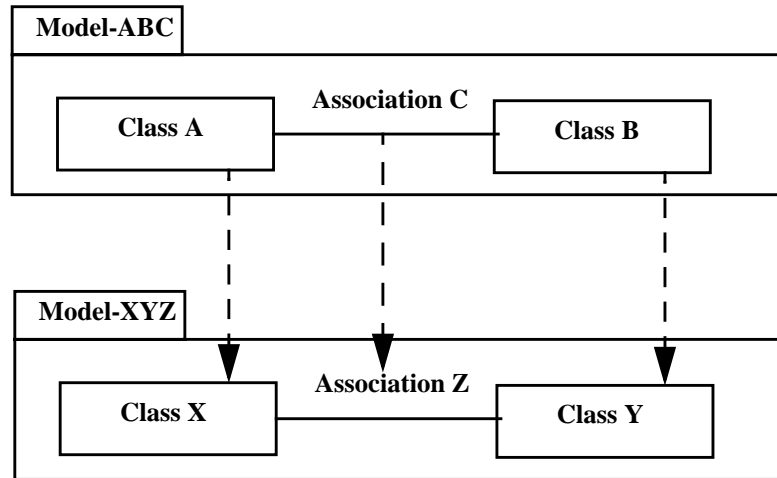 Model-ABC
Association C
Class A
Class B
Model-XYZ
Association Z
Class X
Class Y